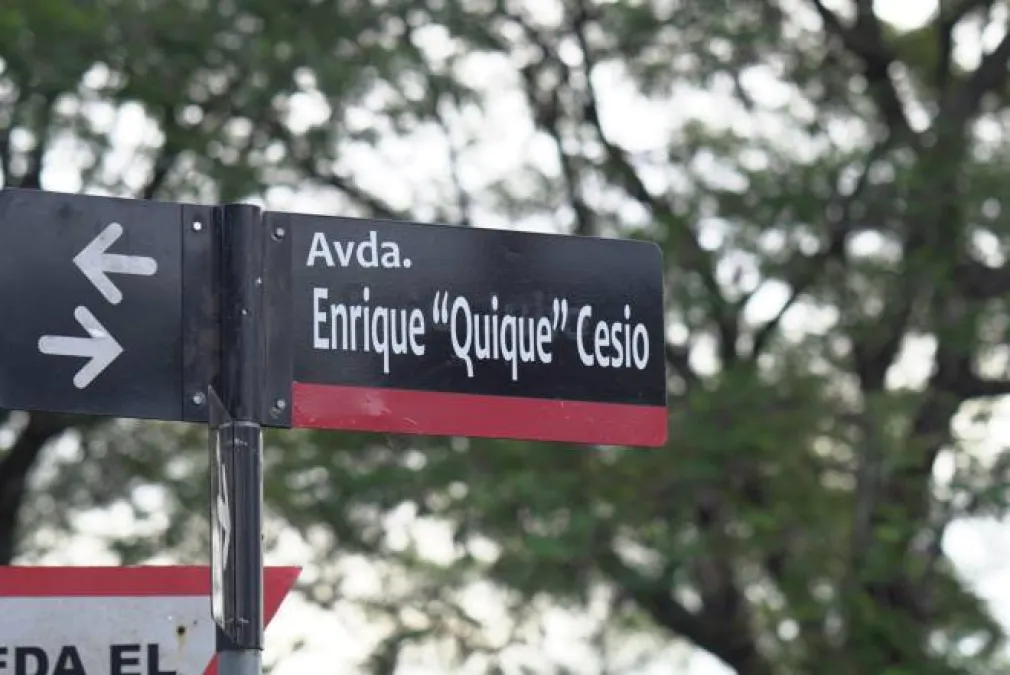 Avda.
Enrique “Quique” Cesio
EDA EL